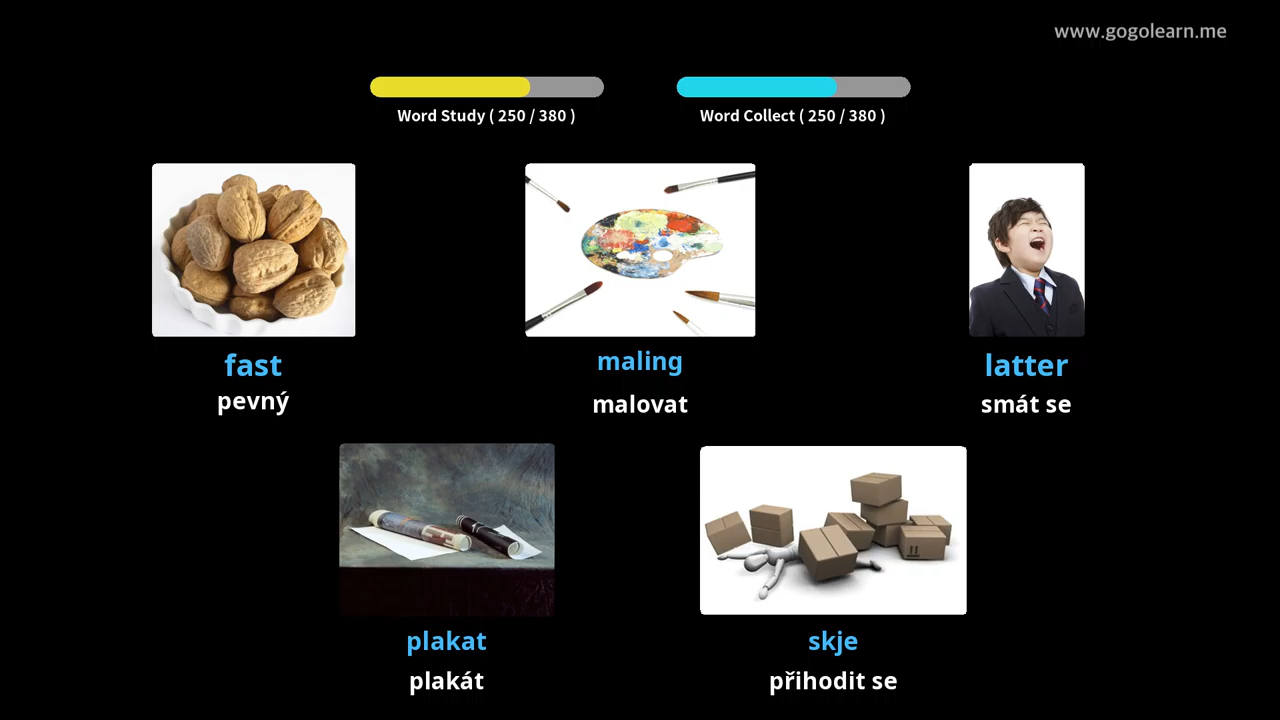 www.gogolearn.me
Word Study ( 250 / 380 )
Word Collect ( 250 / 380 )
fast
pevný
maling
malovat
latter
smát se
plakat
plakát
skje
přihodit se